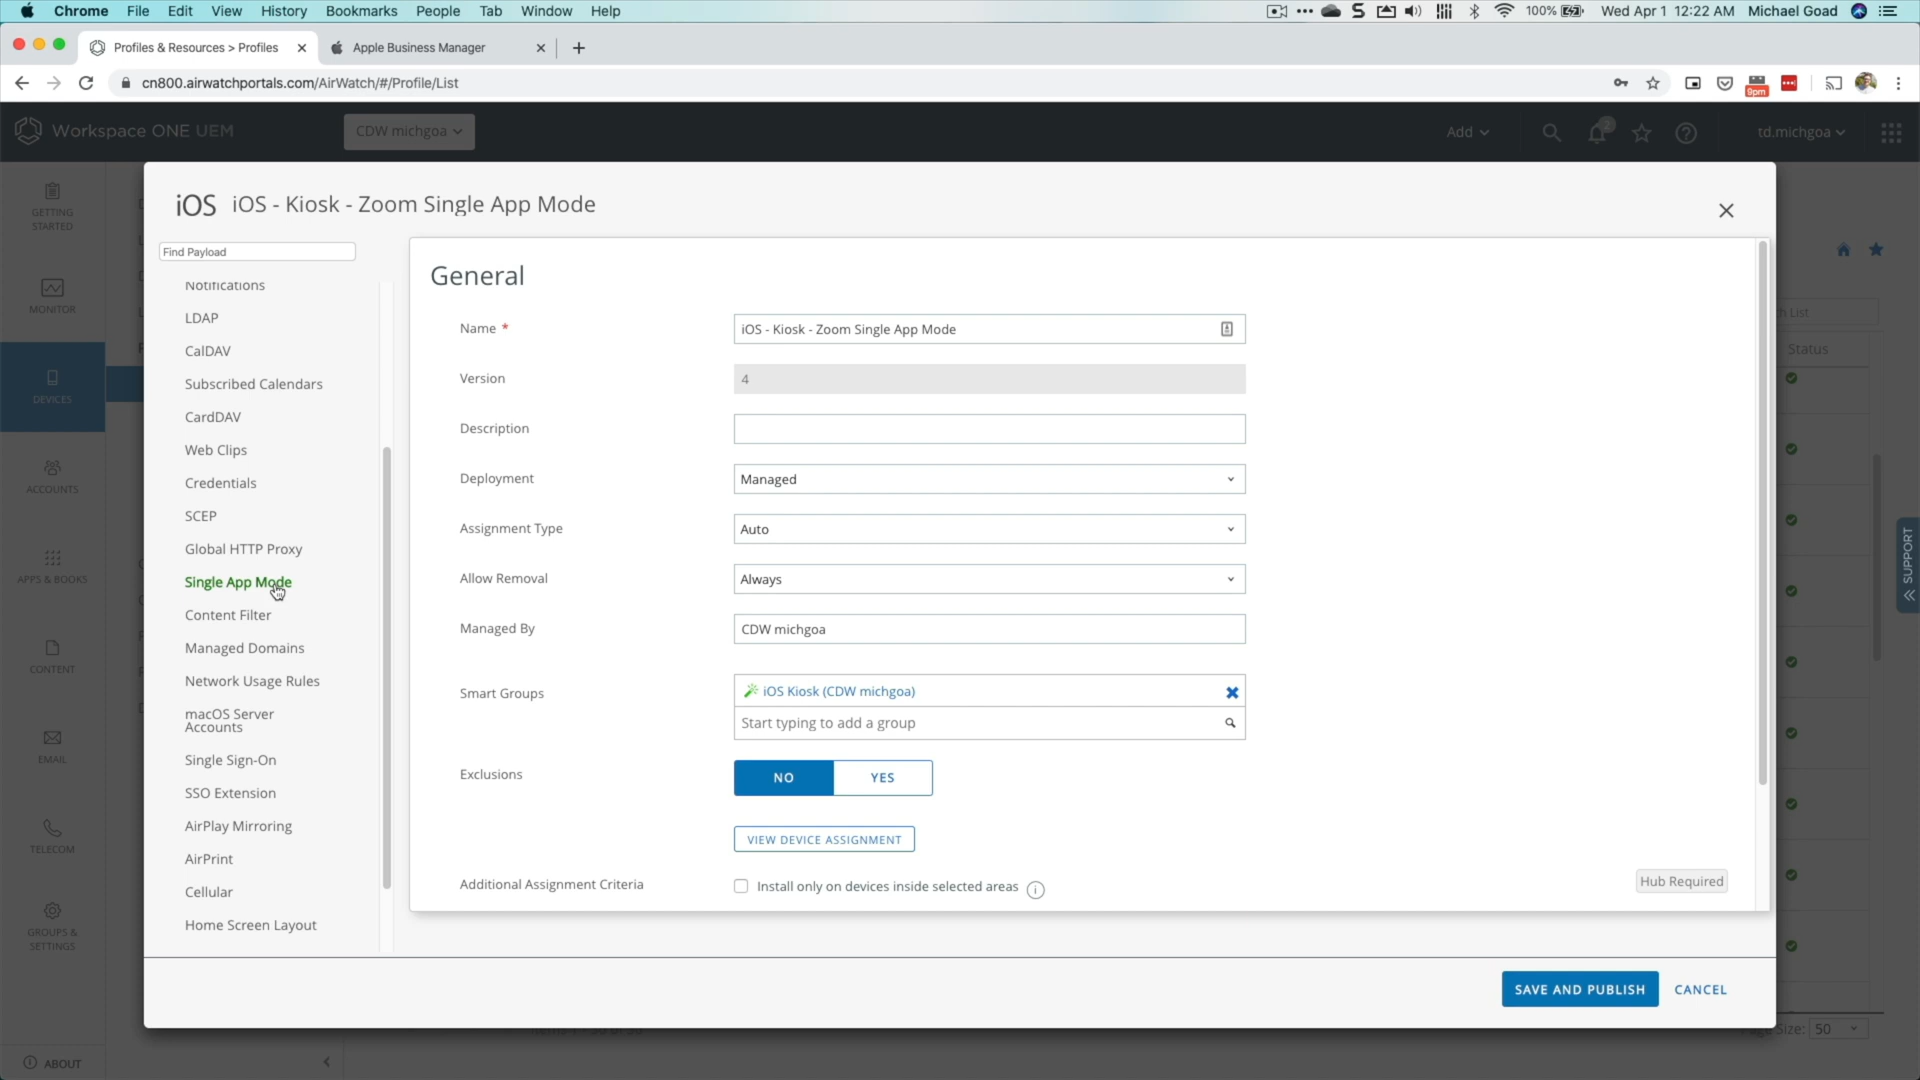 Chrome File Edit View History Bookmarks People Tab Window Help
100%
Wed Apr 1 12:22 AM
Michael Goad
Profiles & Resources > Profiles
Apple Business Manager
cn800.airwatchportals.com/AirWatch/#/Profile/List
9pm
Workspace ONE UEM
CDW michgoa
Add
2
td.michgoa
GETTING STARTED
MONITOR
DEVICES
ACCOUNTS
APPS & BOOKS
CONTENT
EMAIL
TELECOM
GROUPS & SETTINGS
ABOUT
iOS
iOS - Kiosk - Zoom Single App Mode
Find Payload
Notifications
LDAP
CalDAV
Subscribed Calendars
CardDAV
Web Clips
Credentials
SCEP
Global HTTP Proxy
Single App Mode
Content Filter
Managed Domains
Network Usage Rules
macOS Server
Accounts
Single Sign-On
SSO Extension
AirPlay Mirroring
AirPrint
Cellular
Home Screen Layout
General
Name *
iOS - Kiosk - Zoom Single App Mode
Version
4
Description
Deployment
Managed
Assignment Type
Auto
Allow Removal
Always
Managed By
CDW michgoa
Smart Groups
iOS Kiosk (CDW michgoa)
Start typing to add a group
Exclusions
NO
YES
VIEW DEVICE ASSIGNMENT
Additional Assignment Criteria
Install only on devices inside selected areas
Hub Required
SAVE AND PUBLISH
CANCEL
List
Status
SUPPORT
Size: 50